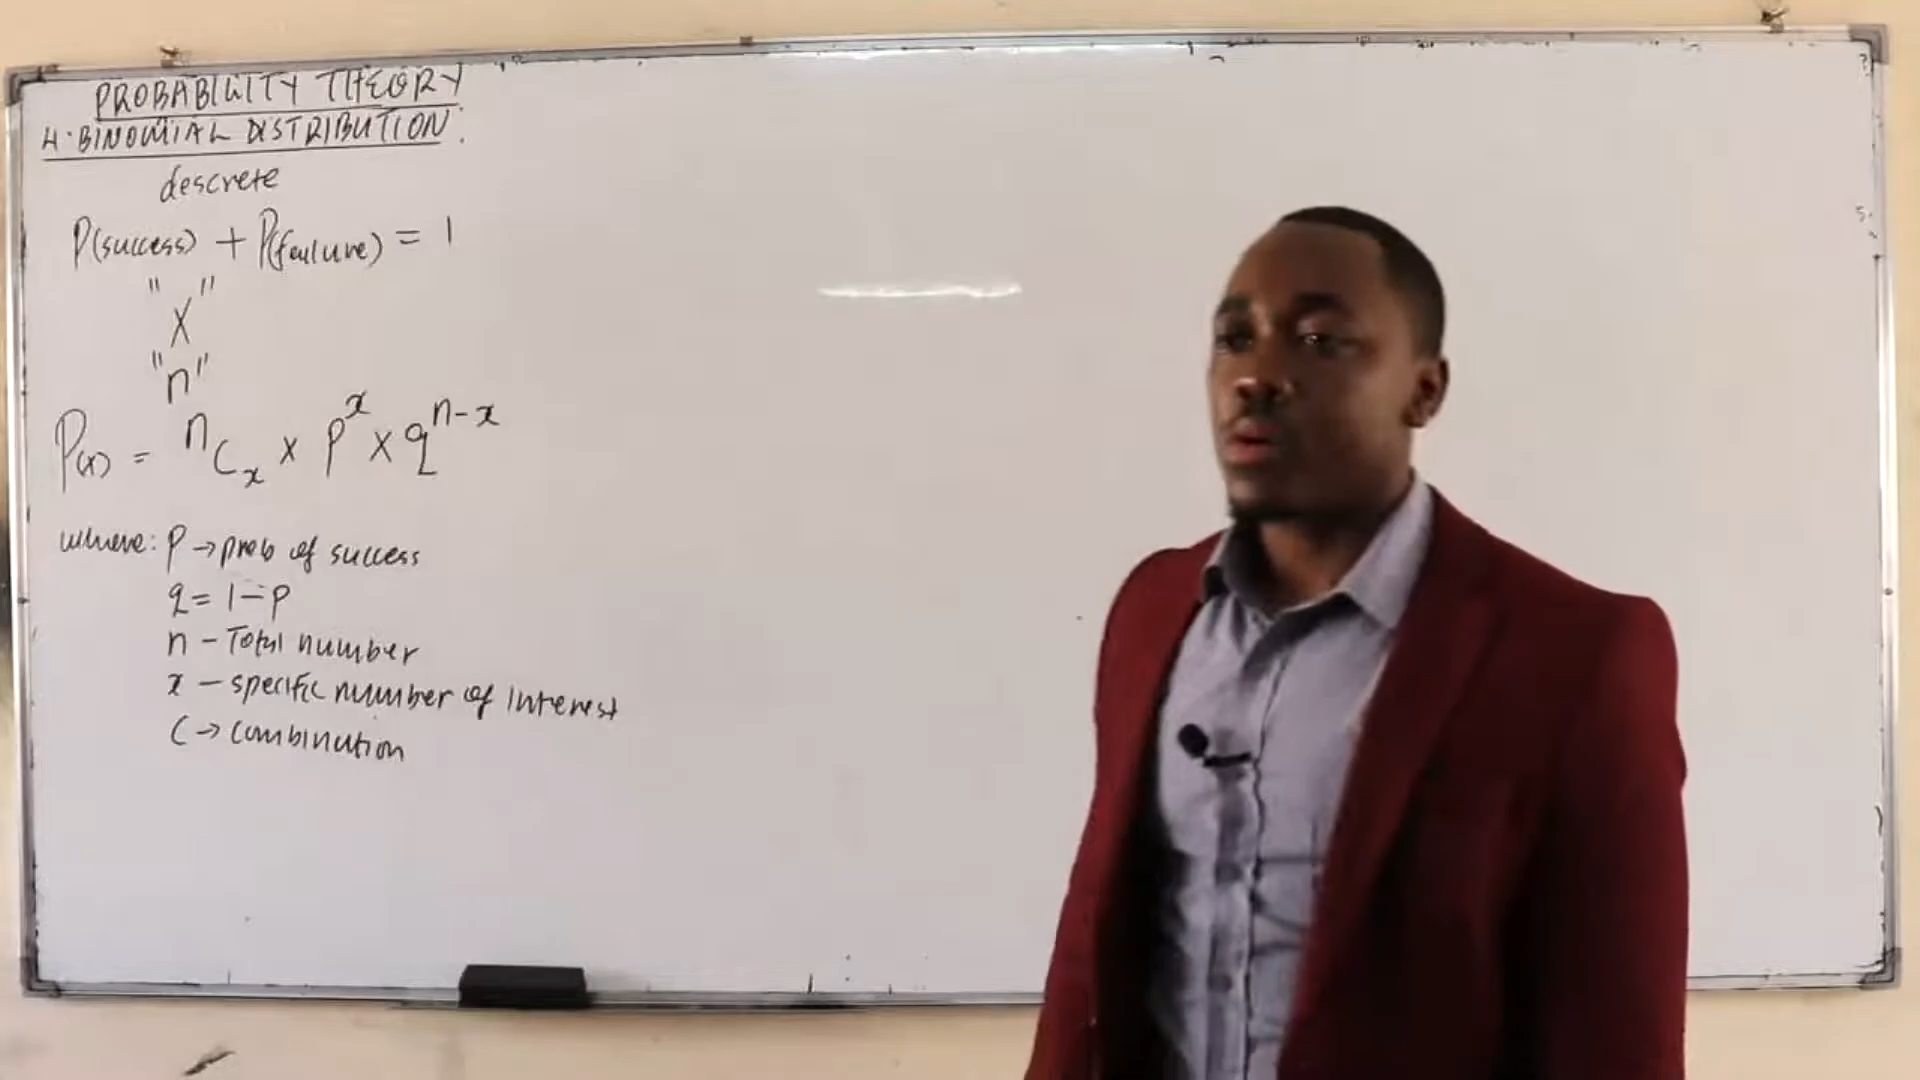 PROBABILITY THEORY
4. BINOMIAL DISTRIBUTION:
descrete
P(success) + P(failure) = 1
"X"
"n"
P(x) = nCx × p^x × q^n-x
where: P → prob of success
q = 1 - p
n - Total number
x - specific number of interest
C → combination